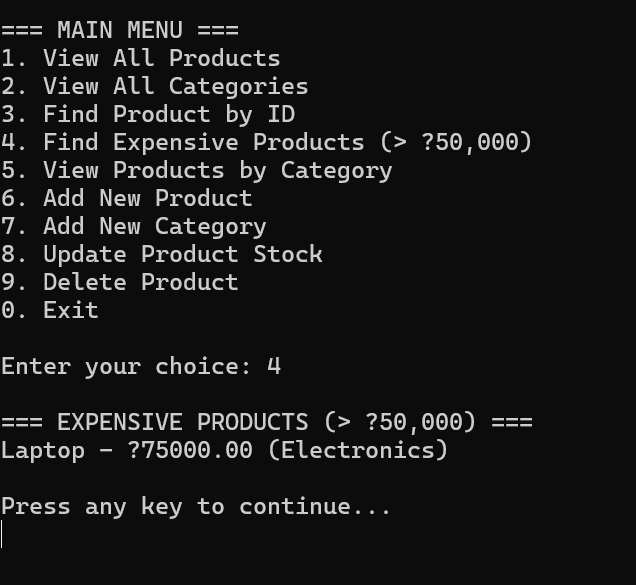 === MAIN MENU ===
1. View All Products
2. View All Categories
3. Find Product by ID
4. Find Expensive Products (> ?50,000)
5. View Products by Category
6. Add New Product
7. Add New Category
8. Update Product Stock
9. Delete Product
0. Exit
Enter your choice: 4
=== EXPENSIVE PRODUCTS (> ?50,000) ===
Laptop - ?75000.00 (Electronics)
Press any key to continue...